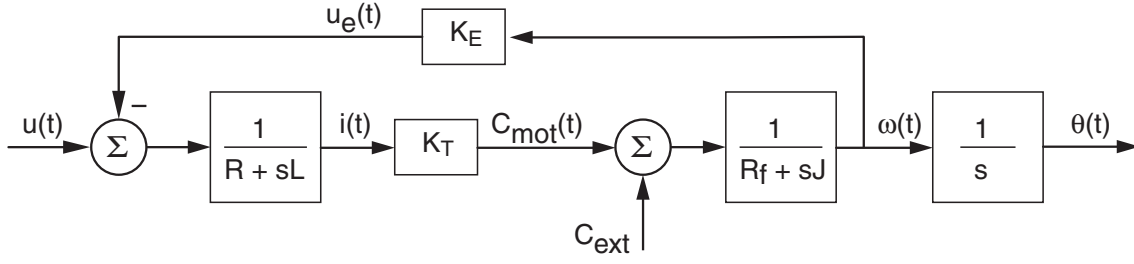 u_e(t)
K_E
−
u(t)
Σ
1
R + sL
i(t)
K_T
C_mot(t)
Σ
1
R_f + sJ
ω(t)
1
s
θ(t)
C_ext